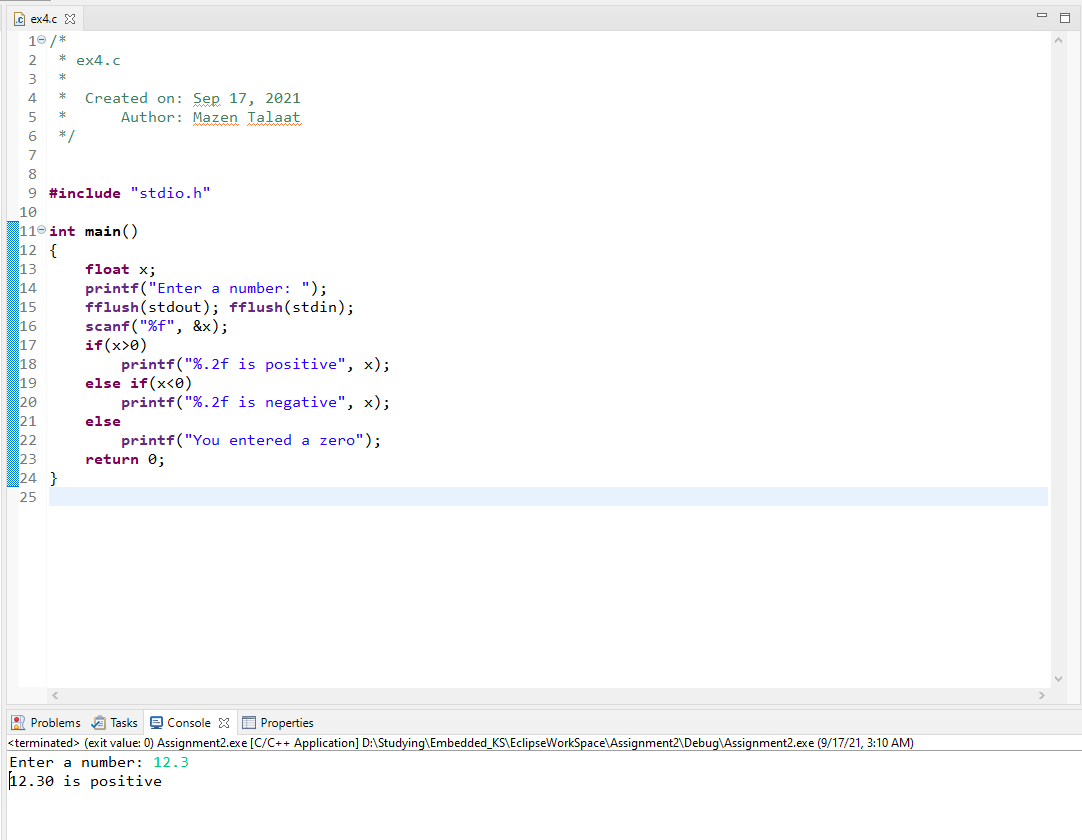 ex4.c
1 /*
2  * ex4.c
3  *
4  *  Created on: Sep 17, 2021
5  *      Author: Mazen Talaat
6  */
7
8
9 #include "stdio.h"
10
11 int main()
12 {
13     float x;
14     printf("Enter a number: ");
15     fflush(stdout); fflush(stdin);
16     scanf("%f", &x);
17     if(x>0)
18         printf("%.2f is positive", x);
19     else if(x<0)
20         printf("%.2f is negative", x);
21     else
22         printf("You entered a zero");
23     return 0;
24 }
25
Problems Tasks Console Properties
<terminated> (exit value: 0) Assignment2.exe [C/C++ Application] D:\Studying\Embedded_KS\EclipseWorkSpace\Assignment2\Debug\Assignment2.exe (9/17/21, 3:10 AM)
Enter a number: 12.3
12.30 is positive